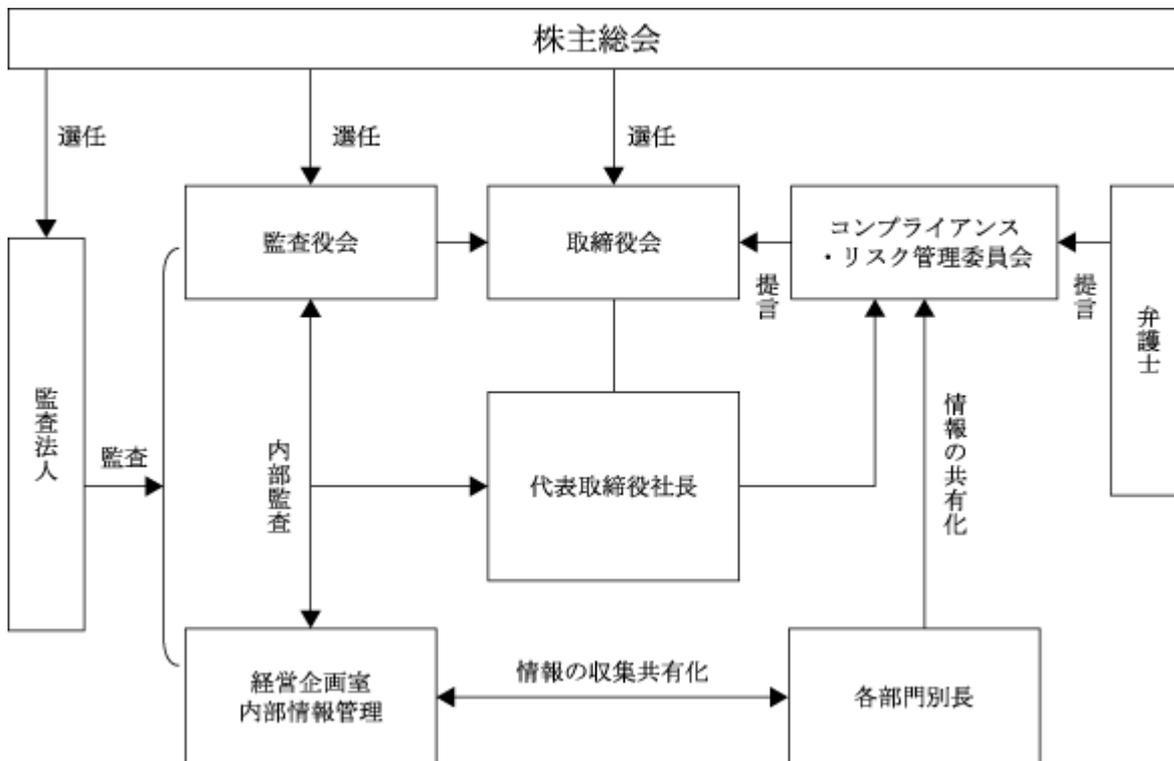 株主総会
選任
選任
選任
監査役会
取締役会
コンプライアンス
・リスク管理委員会
提言
提言
弁護士
監査法人
監査
内部監査
代表取締役社長
情報の共有化
経営企画室
内部情報管理
情報の収集共有化
各部門別長